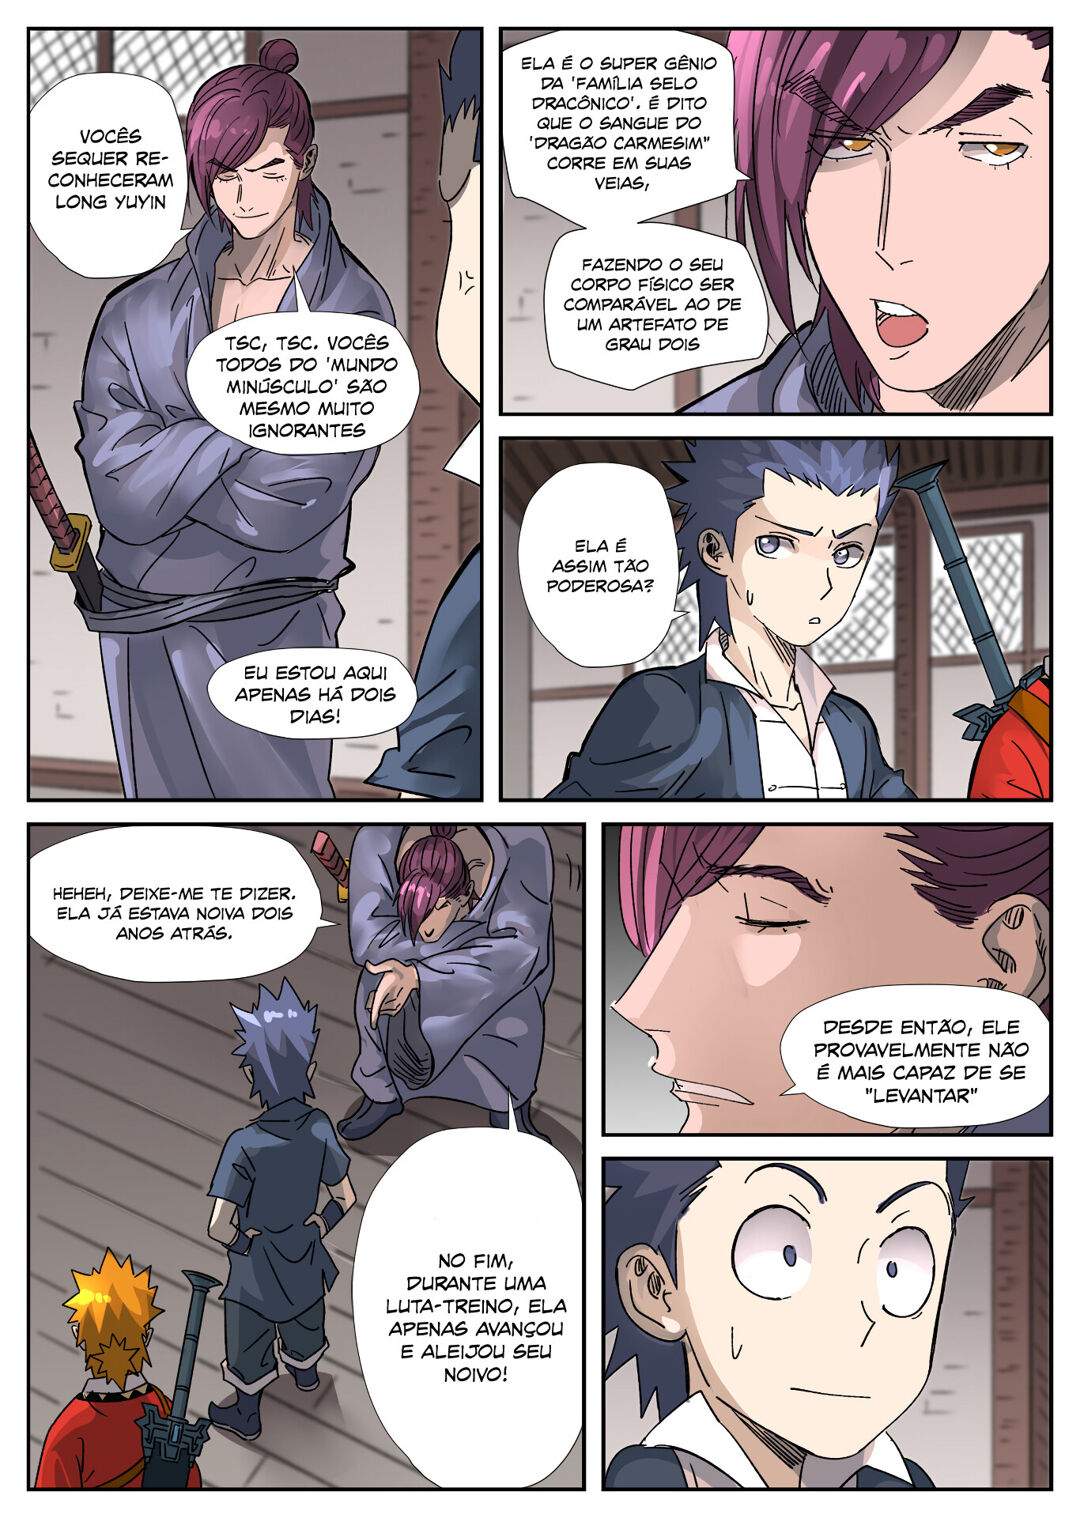 VOCÊS
SEQUER RE-
CONHECERAM
LONG YUYIN
TSC, TSC. VOCÊS
TODOS DO 'MUNDO
MINÚSCULO' SÃO
MESMO MUITO
IGNORANTES
EU ESTOU AQUI
APENAS HÁ DOIS
DIAS!
ELA É O SUPER GÊNIO
DA 'FAMÍLIA SELO
DRACÔNICO'. É DITO
QUE O SANGUE DO
'DRAGÃO CARMESIM"
CORRE EM SUAS
VEIAS,
FAZENDO O SEU
CORPO FÍSICO SER
COMPARÁVEL AO DE
UM ARTEFATO DE
GRAU DOIS
ELA É
ASSIM TÃO
PODEROSA?
HEHEH, DEIXE-ME TE DIZER.
ELA JÁ ESTAVA NOIVA DOIS
ANOS ATRÁS.
NO FIM,
DURANTE UMA
LUTA-TREINO, ELA
APENAS AVANÇOU
E ALEIJOU SEU
NOIVO!
DESDE ENTÃO, ELE
PROVAVELMENTE NÃO
É MAIS CAPAZ DE SE
"LEVANTAR"